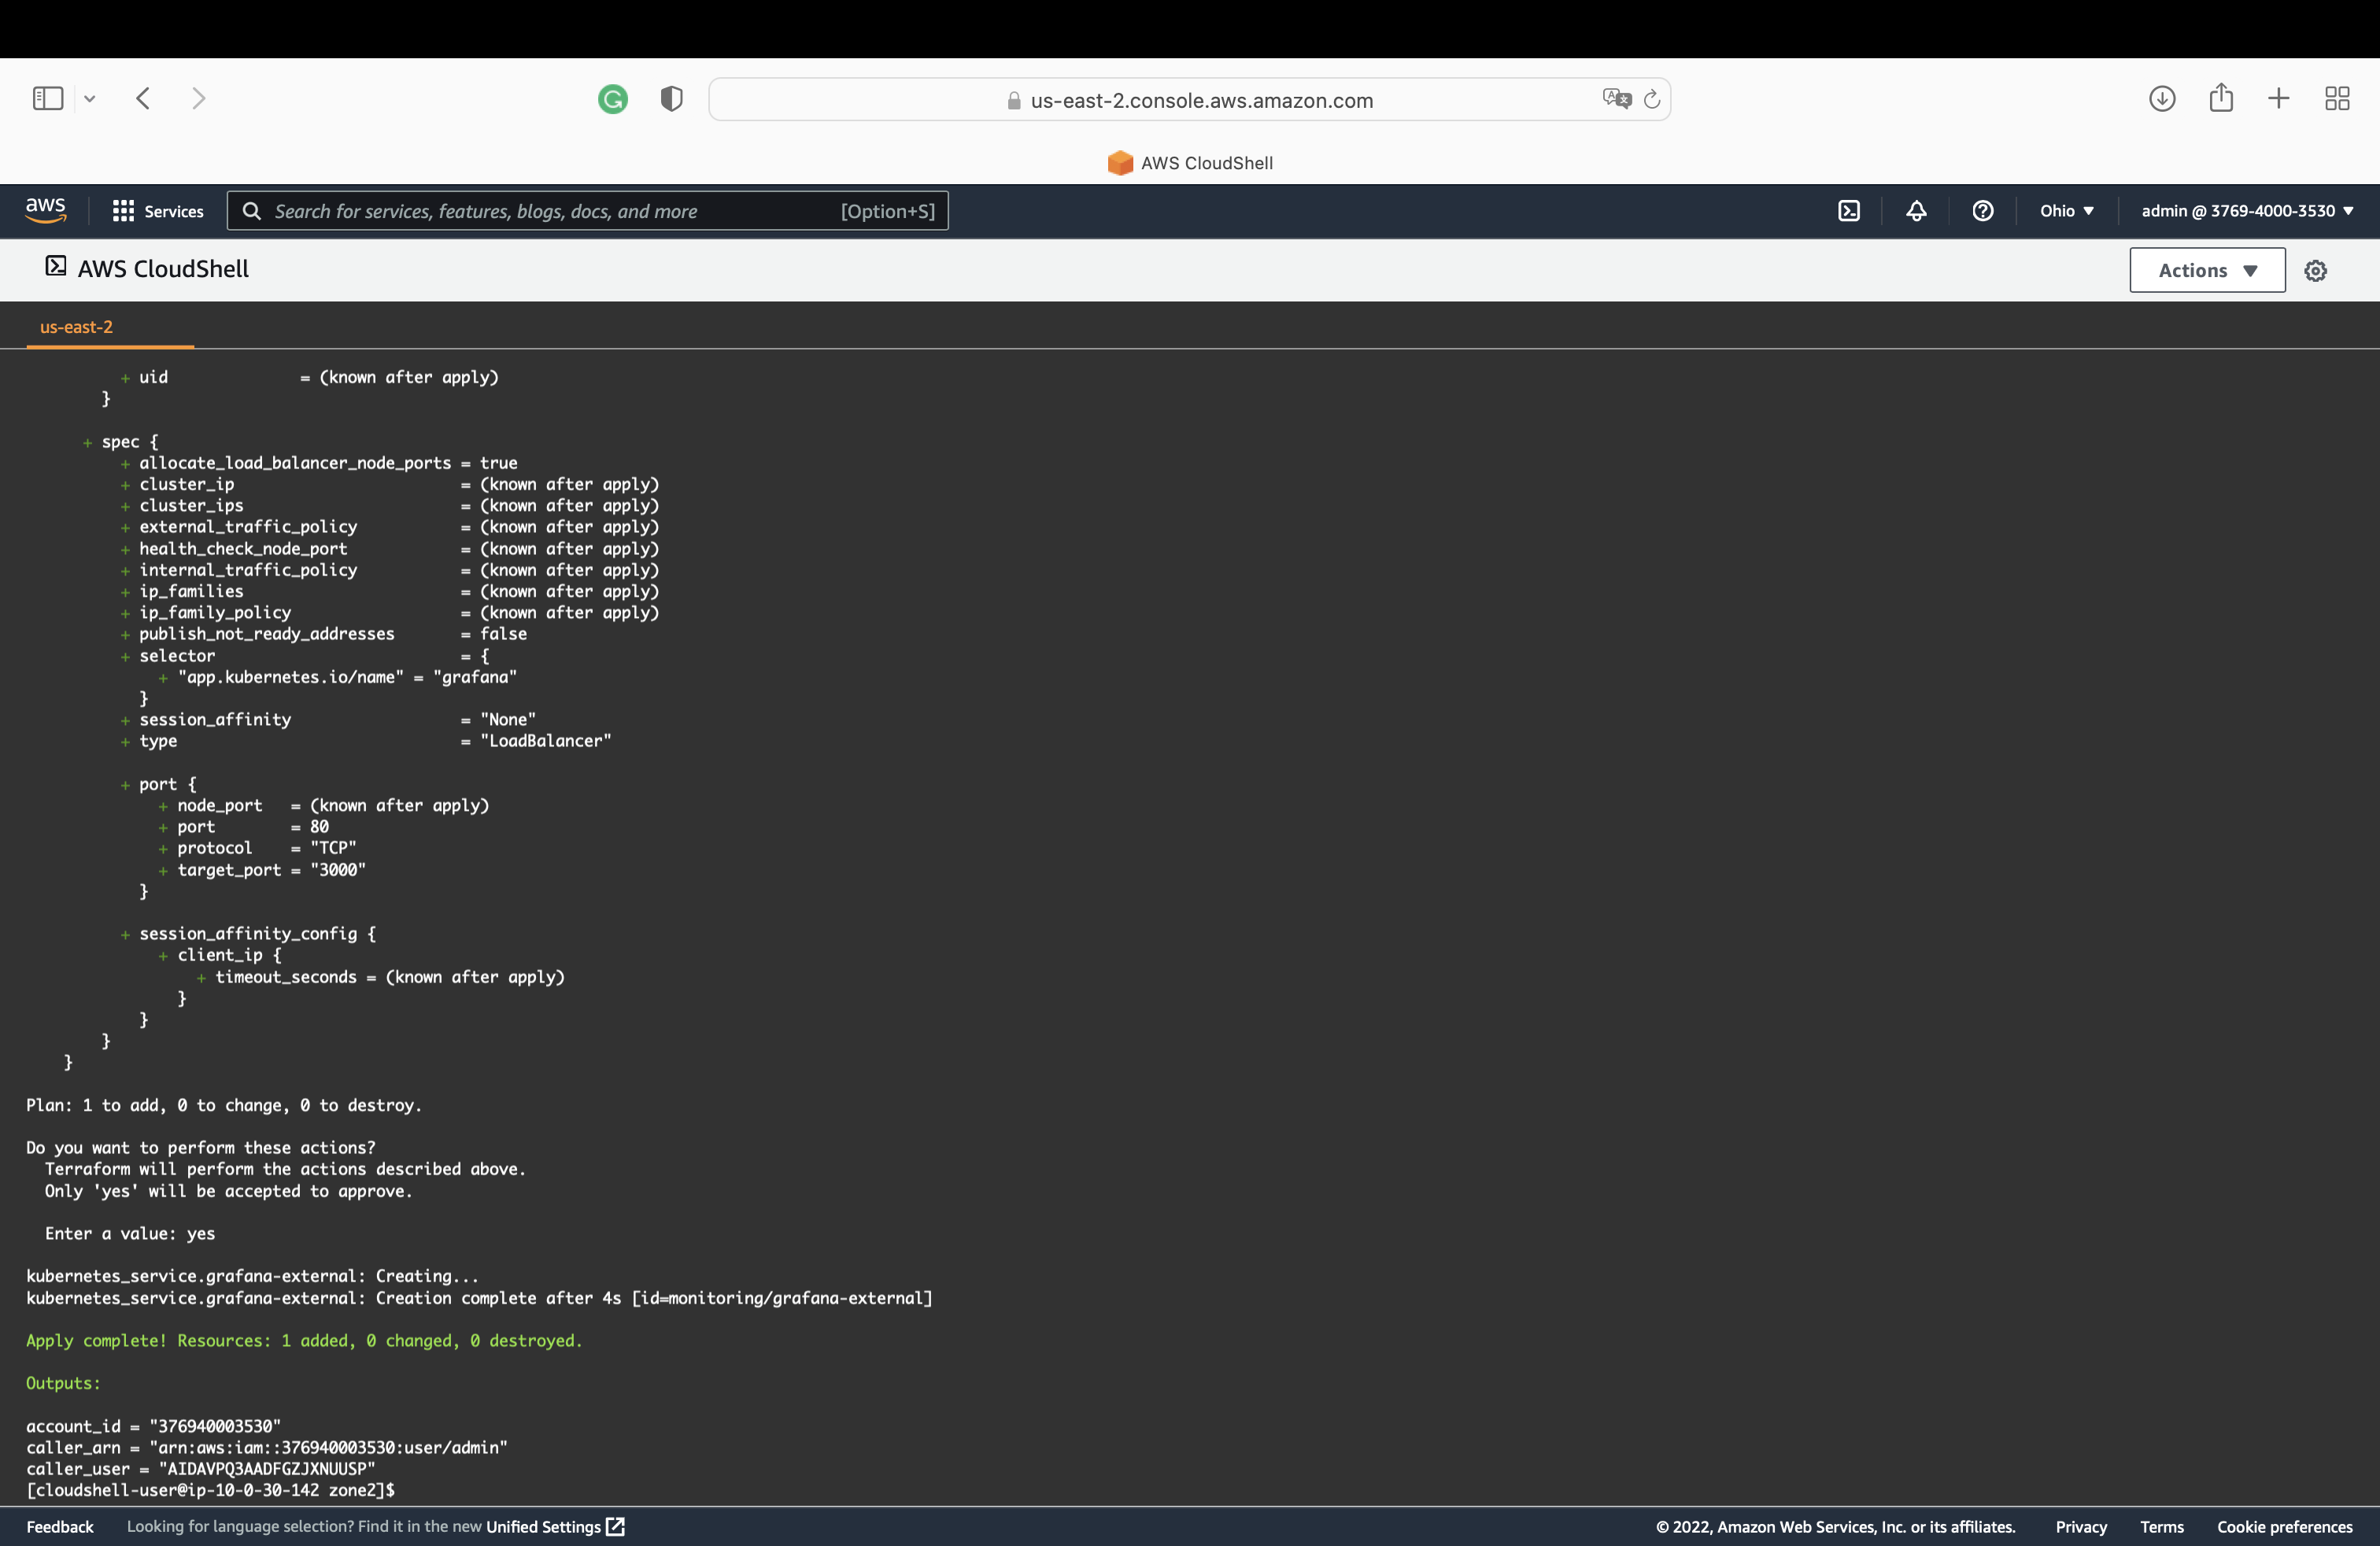 us-east-2.console.aws.amazon.com
AWS CloudShell
aws
Services
Search for services, features, blogs, docs, and more [Option+S]
Ohio ▼
admin @ 3769-4000-3530 ▼
AWS CloudShell
Actions ▼
us-east-2
+ uid = (known after apply)
}
+ spec {
+ allocate_load_balancer_node_ports = true
+ cluster_ip = (known after apply)
+ cluster_ips = (known after apply)
+ external_traffic_policy = (known after apply)
+ health_check_node_port = (known after apply)
+ internal_traffic_policy = (known after apply)
+ ip_families = (known after apply)
+ ip_family_policy = (known after apply)
+ publish_not_ready_addresses = false
+ selector = {
+ "app.kubernetes.io/name" = "grafana"
}
+ session_affinity = "None"
+ type = "LoadBalancer"
+ port {
+ node_port = (known after apply)
+ port = 80
+ protocol = "TCP"
+ target_port = "3000"
}
+ session_affinity_config {
+ client_ip {
+ timeout_seconds = (known after apply)
}
}
}
}
Plan: 1 to add, 0 to change, 0 to destroy.
Do you want to perform these actions?
Terraform will perform the actions described above.
Only 'yes' will be accepted to approve.
Enter a value: yes
kubernetes_service.grafana-external: Creating...
kubernetes_service.grafana-external: Creation complete after 4s [id=monitoring/grafana-external]
Apply complete! Resources: 1 added, 0 changed, 0 destroyed.
Outputs:
account_id = "376940003530"
caller_arn = "arn:aws:iam::376940003530:user/admin"
caller_user = "AIDAVPQ3AADFGZJXNUUSP"
[cloudshell-user@ip-10-0-30-142 zone2]$
Feedback Looking for language selection? Find it in the new Unified Settings © 2022, Amazon Web Services, Inc. or its affiliates. Privacy Terms Cookie preferences